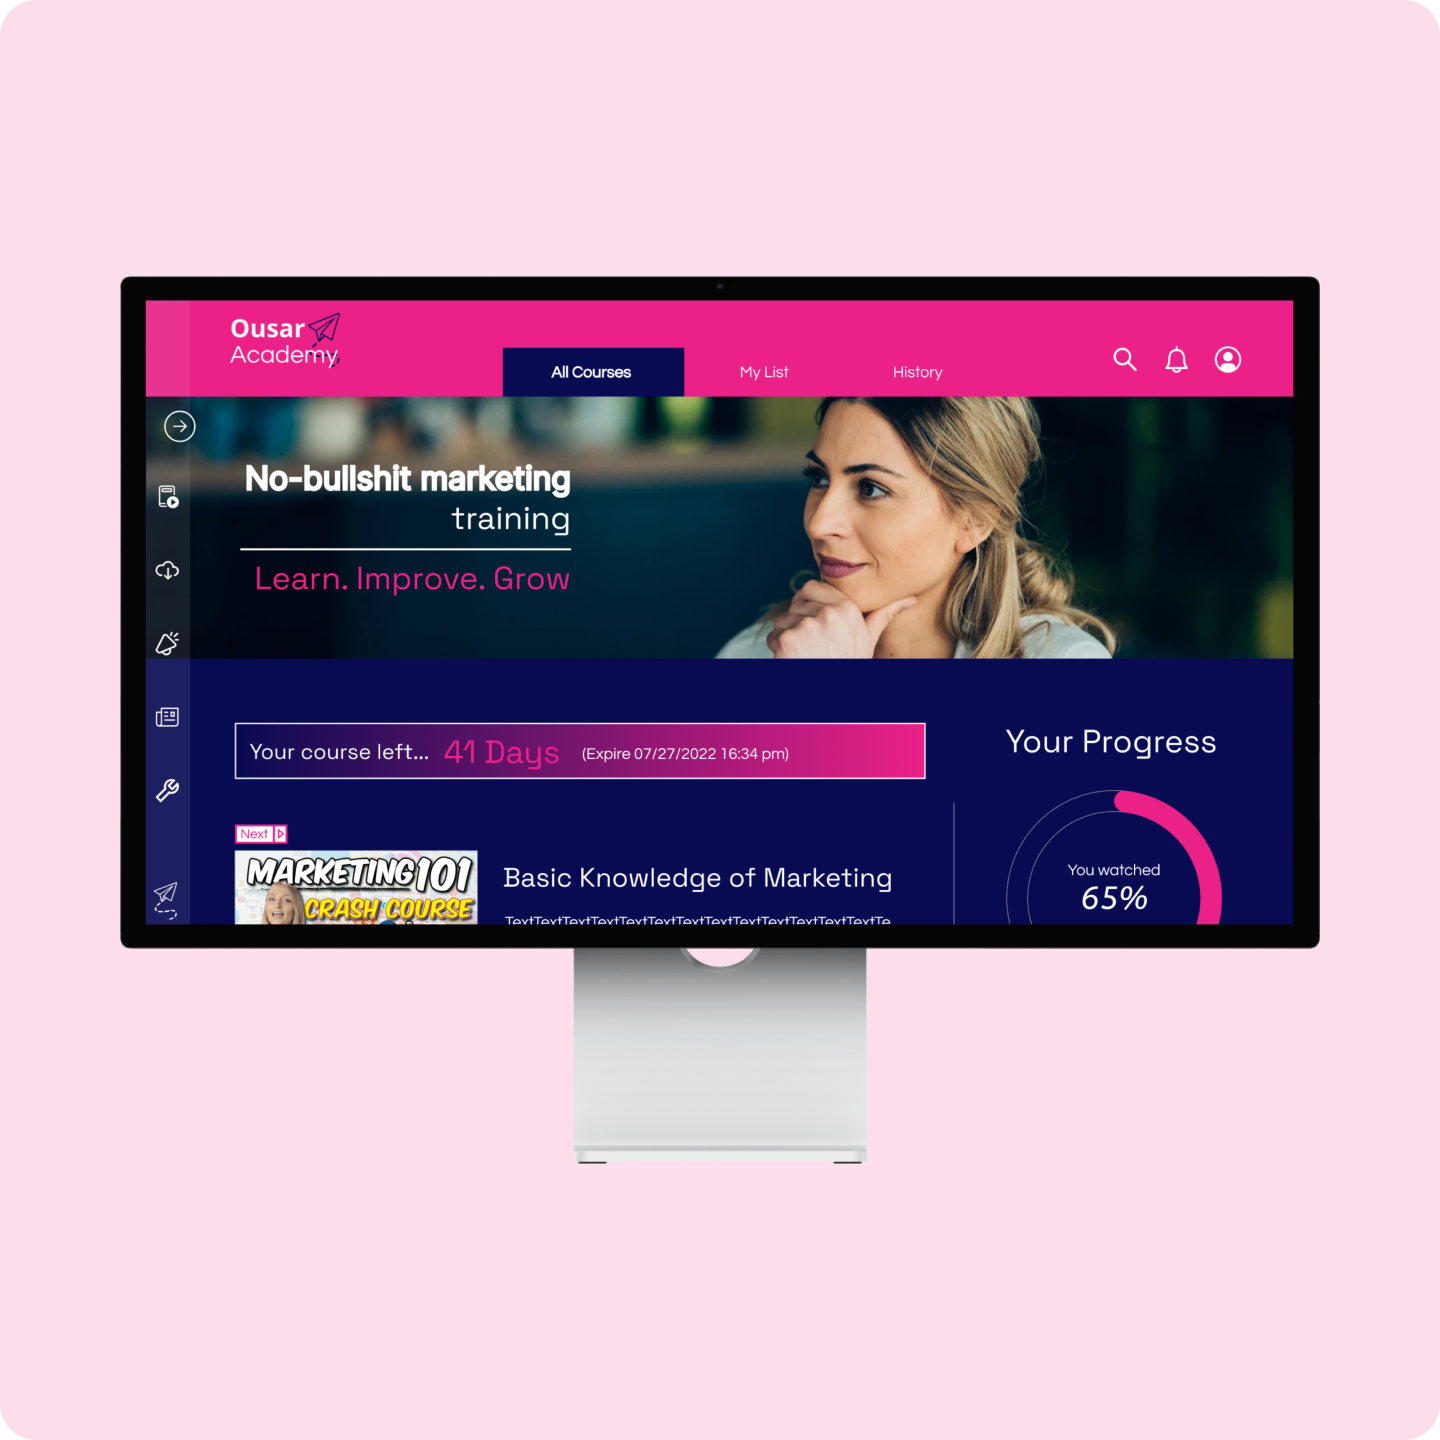 Ousar
Academy
All Courses
My List
History
No-bullshit marketing
training
Learn. Improve. Grow
Your course left... 41 Days (Expire 07/27/2022 16:34 pm)
Your Progress
Next
MARKETING 101
CRASH COURSE
Basic Knowledge of Marketing
TextTextTextTextTextTextTextTextTextTextTextTextTextTe
You watched
65%